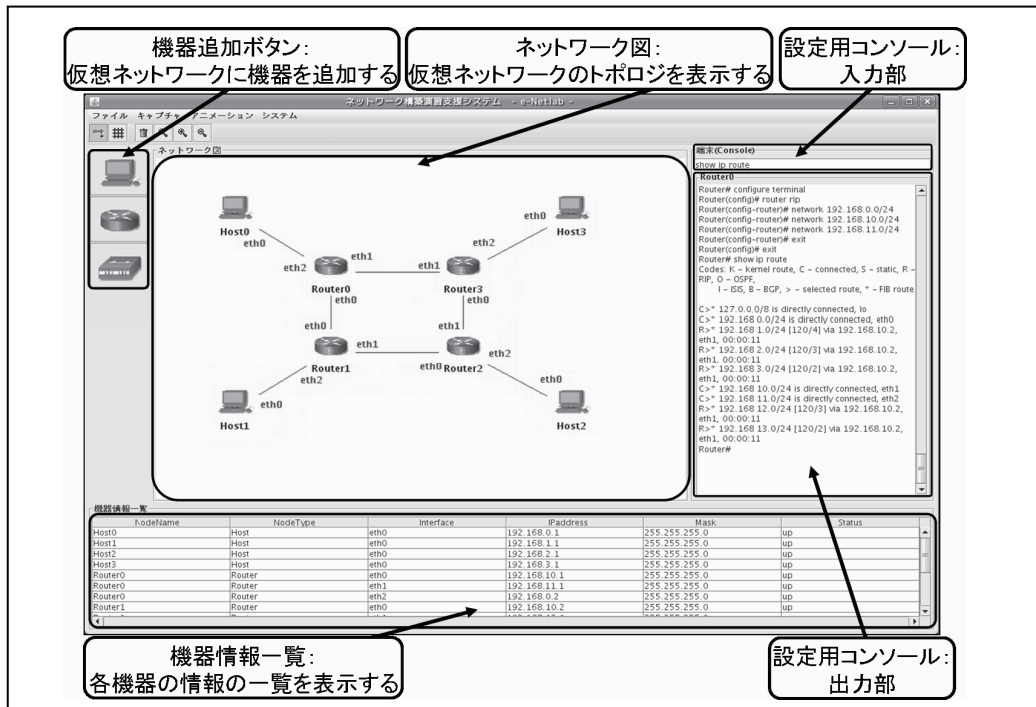 機器追加ボタン:
仮想ネットワークに機器を追加する
ネットワーク図:
仮想ネットワークのトポロジを表示する
設定用コンソール:
入力部
ネットワーク構築演習支援システム - e-Netlab -
ファイル キャプチャ アニメーション システム
ネットワーク図
Host0
eth0
eth2
eth1
Router0
eth0
eth0
Host3
eth2
eth1
Router3
eth0
eth0
eth1
Router1
eth2
eth0
Host1
eth1
eth2
eth0
Router2
eth0
Host2
端末(Console)
show ip route
Router0
Router# configure terminal
Router(config)# router rip
Router(config-router)# network 192.168.0.0/24
Router(config-router)# network 192.168.10.0/24
Router(config-router)# network 192.168.11.0/24
Router(config-router)# exit
Router(config)# exit
Router# show ip route
Codes: K – kernel route, C – connected, S – static, R –
RIP, O – OSPF,
I – ISIS, B – BGP, > – selected route, * – FIB route
C>* 127.0.0.0/8 is directly connected, lo
C>* 192.168 0.0/24 is directly connected, eth0
R>* 192.168 1.0/24 [120/4] via 192.168.10.2,
eth1, 00:00:11
R>* 192.168 2.0/24 [120/3] via 192.168.10.2,
eth1, 00:00:11
R>* 192.168 3.0/24 [120/2] via 192.168.10.2,
eth1, 00:00:11
C>* 192.168 10.0/24 is directly connected, eth1
C>* 192.168 11.0/24 is directly connected, eth2
R>* 192.168 12.0/24 [120/3] via 192.168.10.2,
eth1, 00:00:11
R>* 192.168 13.0/24 [120/2] via 192.168.10.2,
eth1, 00:00:11
Router#
機器情報一覧
NodeName NodeType Interface IPaddress Mask Status
Host0 Host eth0 192.168.0.1 255.255.255.0 up
Host1 Host eth0 192.168.1.1 255.255.255.0 up
Host2 Host eth0 192.168.2.1 255.255.255.0 up
Host3 Host eth0 192.168.3.1 255.255.255.0 up
Router0 Router eth0 192.168.10.1 255.255.255.0 up
Router0 Router eth1 192.168.11.1 255.255.255.0 up
Router0 Router eth2 192.168.0.2 255.255.255.0 up
Router1 Router eth0 192.168.10.2 255.255.255.0 up
機器情報一覧:
各機器の情報の一覧を表示する
設定用コンソール:
出力部